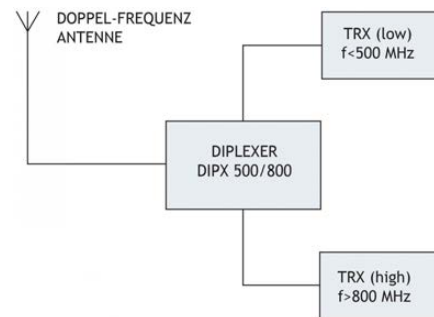 DOPPEL-FREQUENZ
ANTENNE
TRX (low)
f<500 MHz
DIPLEXER
DIPX 500/800
TRX (high)
f>800 MHz